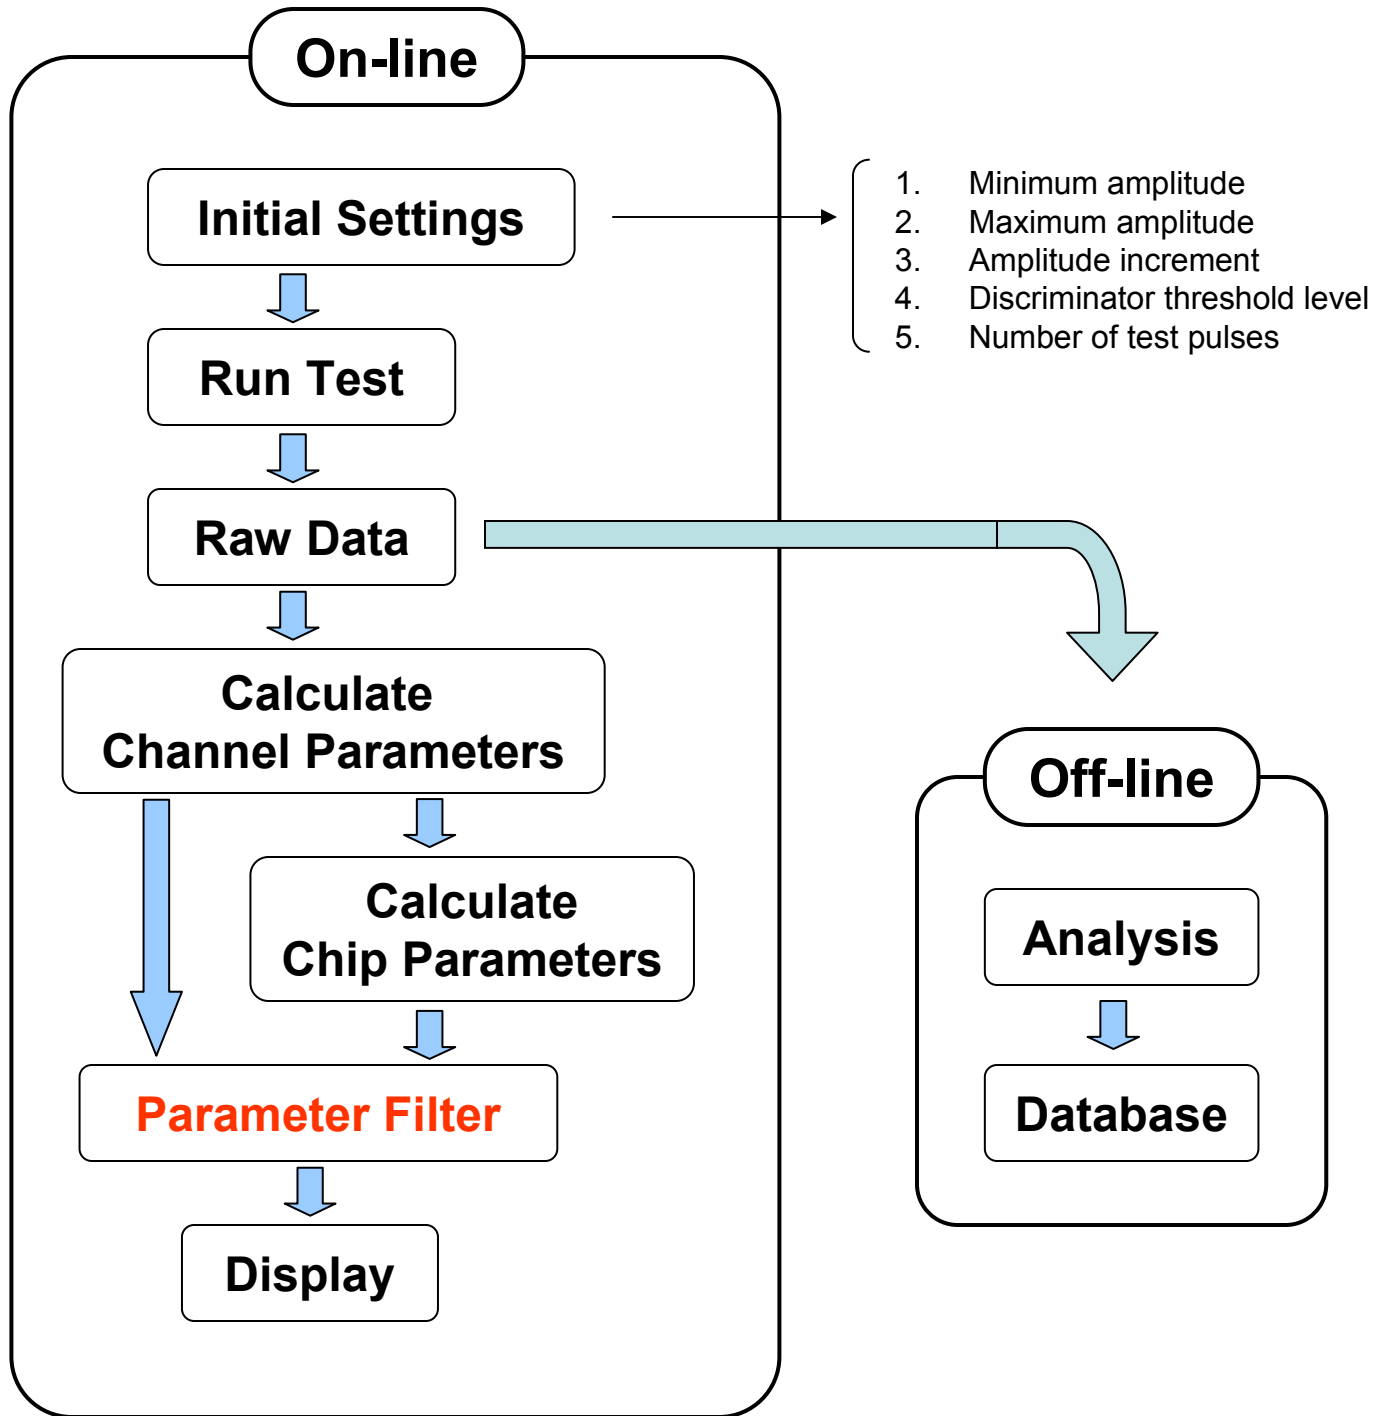 On-line
Initial Settings
1. Minimum amplitude
2. Maximum amplitude
3. Amplitude increment
4. Discriminator threshold level
5. Number of test pulses
Run Test
Raw Data
Calculate
Channel Parameters
Calculate
Chip Parameters
Parameter Filter
Display
Off-line
Analysis
Database